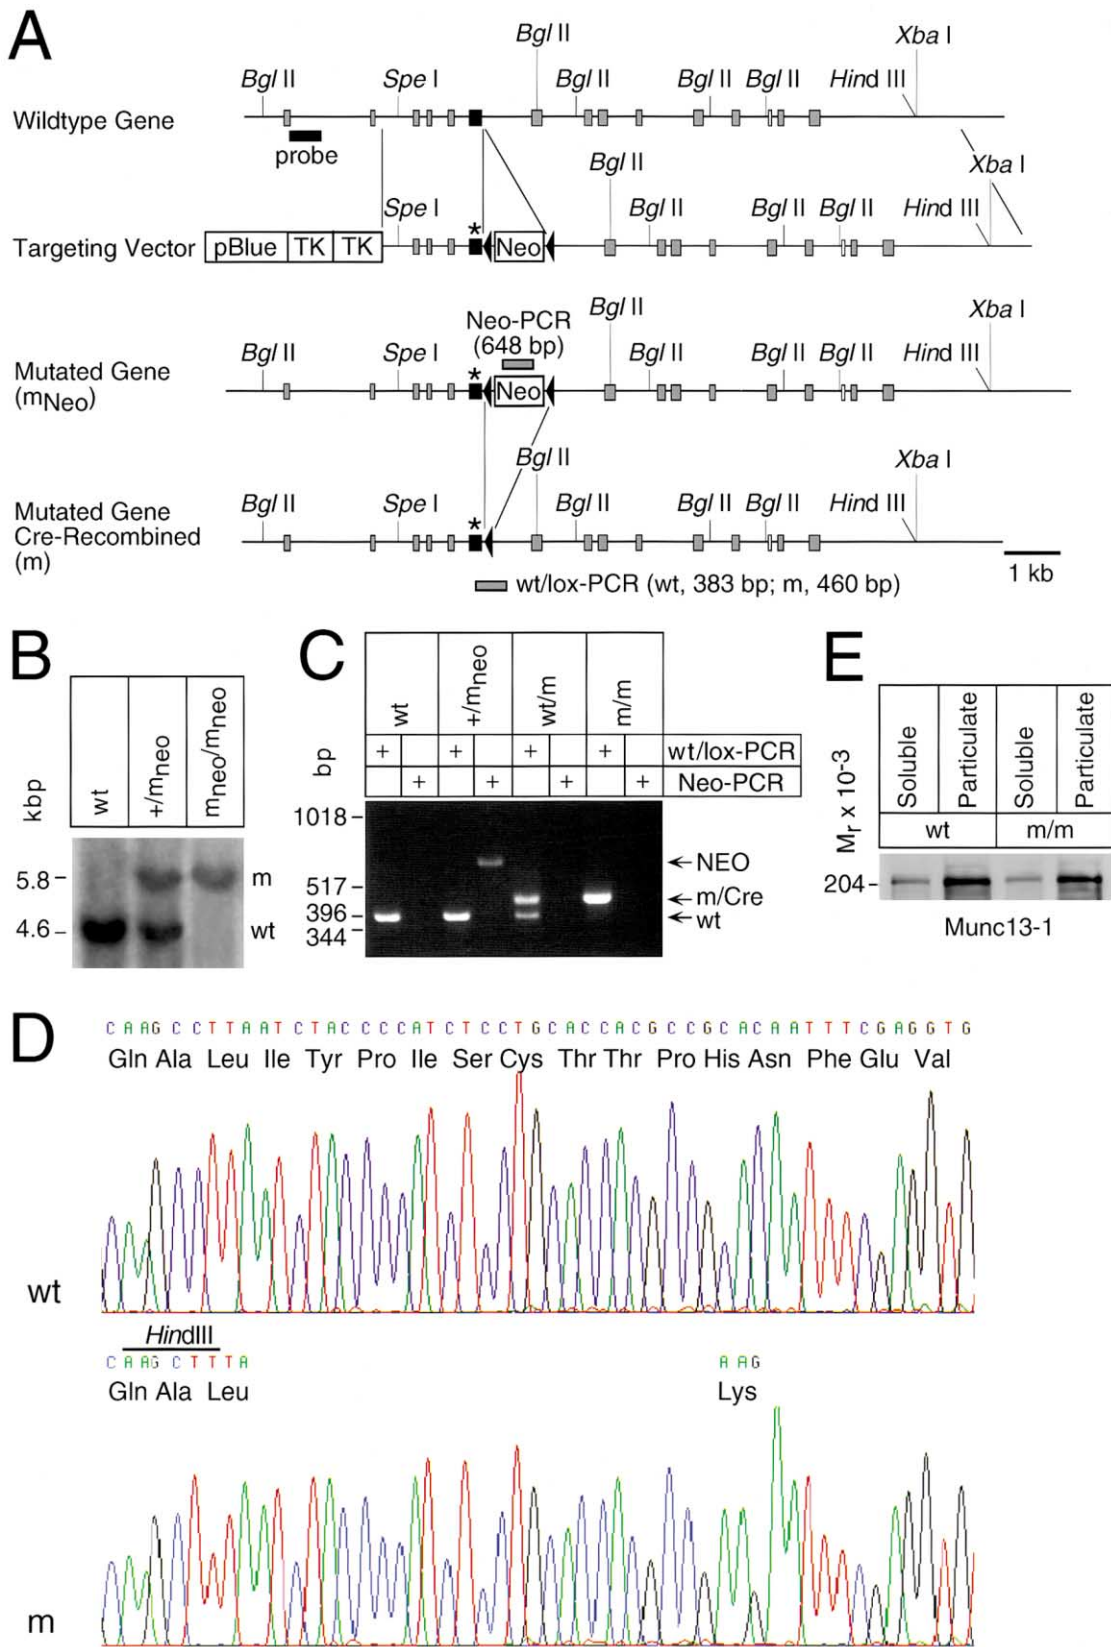 A
Bgl II
Xba I
Bgl II Spe I Bgl II Bgl II Bgl II Hind III
Wildtype Gene
probe
Bgl II Xba I
Spe I Bgl II Bgl II Bgl II Hind III
*
Targeting Vector pBlue TK TK Neo
Neo-PCR
(648 bp)
Bgl II Xba I
Bgl II Spe I Bgl II Bgl II Bgl II Hind III
*
Mutated Gene
(mNeo)
Neo
Bgl II Xba I
Bgl II Spe I Bgl II Bgl II Bgl II Hind III
*
Mutated Gene
Cre-Recombined
(m)
1 kb
wt/lox-PCR (wt, 383 bp; m, 460 bp)
B
kbp wt +/mneo mneo/mneo
5.8 m
4.6 wt
C
bp wt +/mneo wt/m m/m
+ + + + wt/lox-PCR
+ + + + Neo-PCR
1018
NEO
517
m/Cre
396
wt
344
E
Mr x 10-3 Soluble Particulate Soluble Particulate
wt m/m
204
Munc13-1
D
C A A G C C T T A A T C T A C C C C A T C T C C T G C A C C A C G C C G C A C A A T T T C G A G G T G
Gln Ala Leu Ile Tyr Pro Ile Ser Cys Thr Thr Pro His Asn Phe Glu Val
wt
HindIII
C A A G C T T T A A A G
Gln Ala Leu Lys
m